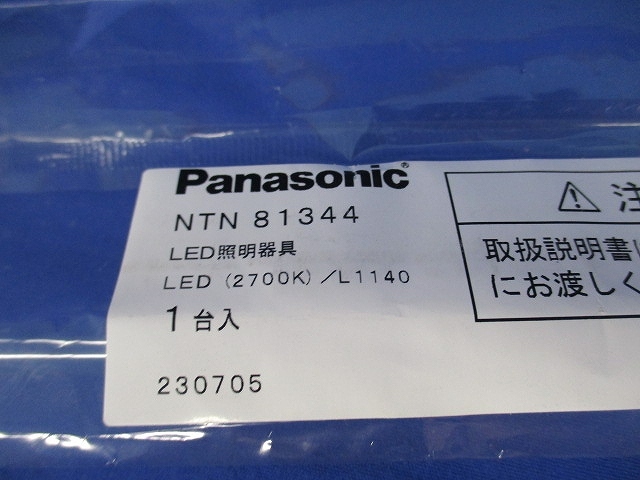 Panasonic®
NTN 81344
LED照明器具
LED (2700K) /L1140
1台入
230705
⚠ 注
取扱説明書
にお渡しく